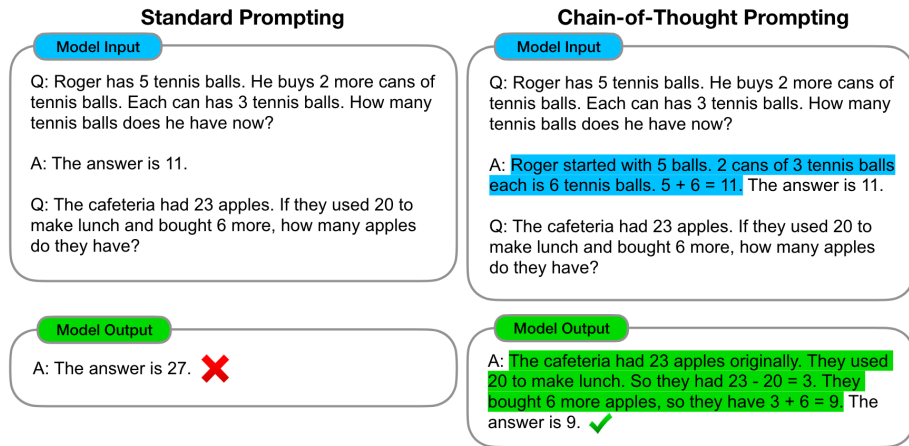 Standard Prompting
Model Input
Q: Roger has 5 tennis balls. He buys 2 more cans of
tennis balls. Each can has 3 tennis balls. How many
tennis balls does he have now?
A: The answer is 11.
Q: The cafeteria had 23 apples. If they used 20 to
make lunch and bought 6 more, how many apples
do they have?
Model Output
A: The answer is 27.
Chain-of-Thought Prompting
Model Input
Q: Roger has 5 tennis balls. He buys 2 more cans of
tennis balls. Each can has 3 tennis balls. How many
tennis balls does he have now?
A: Roger started with 5 balls. 2 cans of 3 tennis balls
each is 6 tennis balls. 5 + 6 = 11. The answer is 11.
Q: The cafeteria had 23 apples. If they used 20 to
make lunch and bought 6 more, how many apples
do they have?
Model Output
A: The cafeteria had 23 apples originally. They used
20 to make lunch. So they had 23 - 20 = 3. They
bought 6 more apples, so they have 3 + 6 = 9. The
answer is 9.